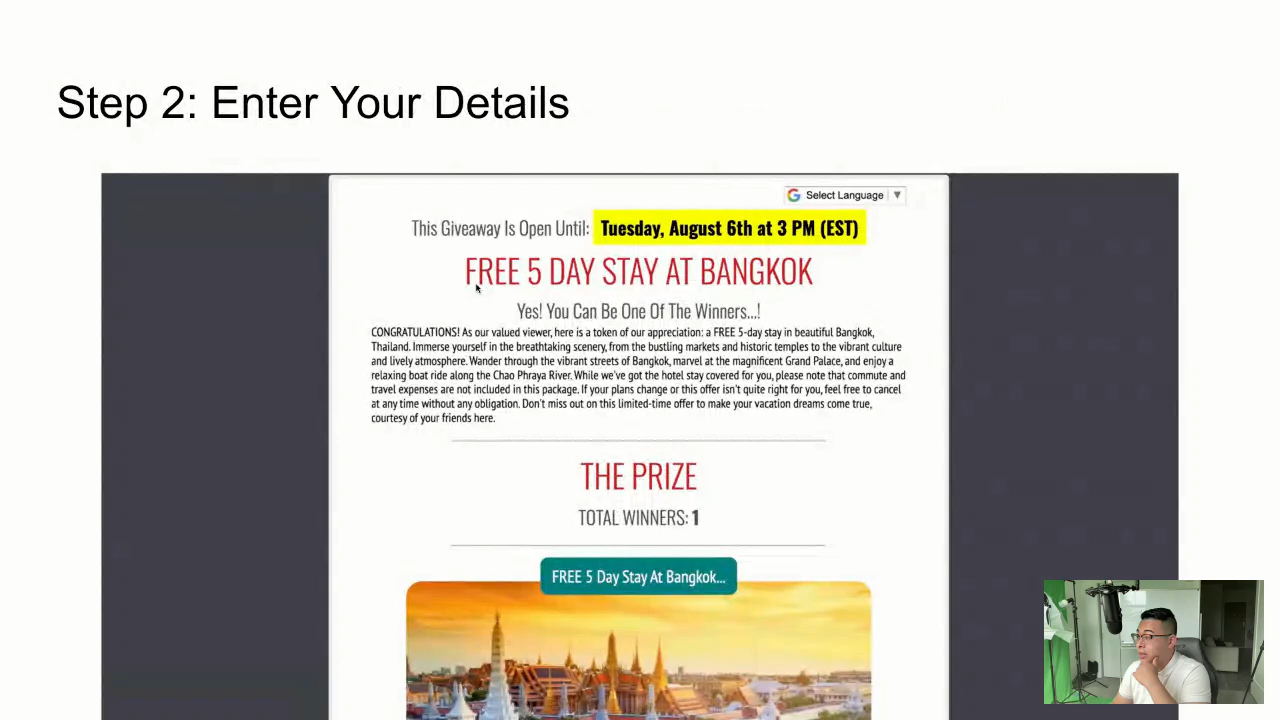 Step 2: Enter Your Details
Select Language ▼
This Giveaway Is Open Until: Tuesday, August 6th at 3 PM (EST)
FREE 5 DAY STAY AT BANGKOK
Yes! You Can Be One Of The Winners...!
CONGRATULATIONS! As our valued viewer, here is a token of our appreciation: a FREE 5-day stay in beautiful Bangkok,
Thailand. Immerse yourself in the breathtaking scenery, from the bustling markets and historic temples to the vibrant culture
and lively atmosphere. Wander through the vibrant streets of Bangkok, marvel at the magnificent Grand Palace, and enjoy a
relaxing boat ride along the Chao Phraya River. While we've got the hotel stay covered for you, please note that commute and
travel expenses are not included in this package. If your plans change or this offer isn't quite right for you, feel free to cancel
at any time without any obligation. Don't miss out on this limited-time offer to make your vacation dreams come true,
courtesy of your friends here.
THE PRIZE
TOTAL WINNERS: 1
FREE 5 Day Stay At Bangkok...